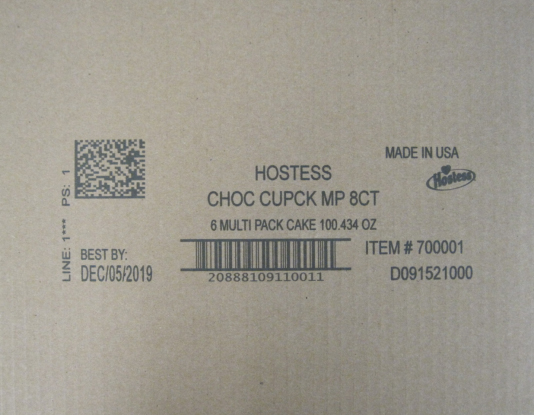 MADE IN USA
Hostess
HOSTESS
CHOC CUPCK MP 8CT
6 MULTI PACK CAKE 100.434 OZ
LINE: 1*** PS: 1
BEST BY:
DEC/05/2019
20888109110011
ITEM # 700001
D091521000